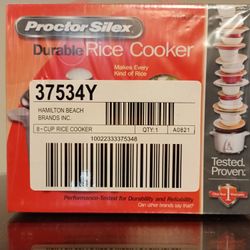 Proctor Silex
Durable Rice Cooker
Makes Every
Kind of Rice
37534Y
HAMILTON BEACH
BRANDS INC.
8-CUP RICE COOKER
QTY:1
A0821
10022333375348
Tested.
Proven.
Performance-Tested for Durability and Reliability
Can other brands say that?